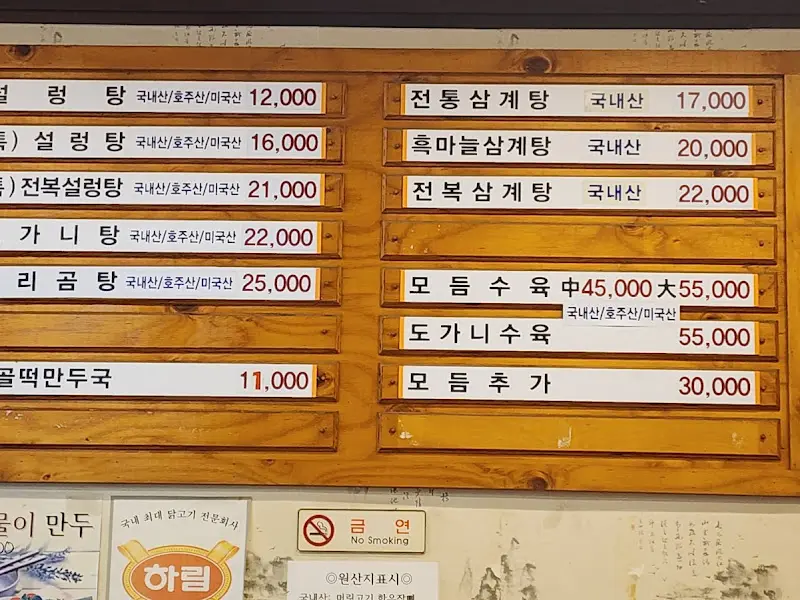 설 렁 탕 국내산/호주산/미국산 12,000
특) 설렁탕 국내산/호주산/미국산 16,000
특)전복설렁탕 국내산/호주산/미국산 21,000
가 니 탕 국내산/호주산/미국산 22,000
리 곰 탕 국내산/호주산/미국산 25,000
골떡만두국 11,000
전통삼계탕 국내산 17,000
흑마늘삼계탕 국내산 20,000
전복삼계탕 국내산 22,000
모 듬 수 육 中45,000 大55,000
국내산/호주산/미국산
도가니수육 55,000
모 듬 추 가 30,000
물이 만두
국내 최대 닭고기 전문회사
하림
금 연
No Smoking
◎원산지표시◎